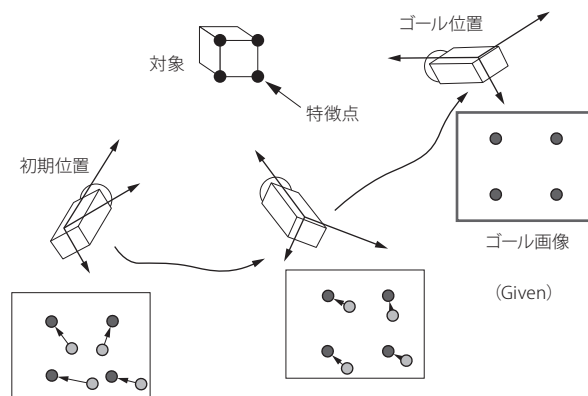 ゴール位置
対象
特徴点
初期位置
ゴール画像
(Given)